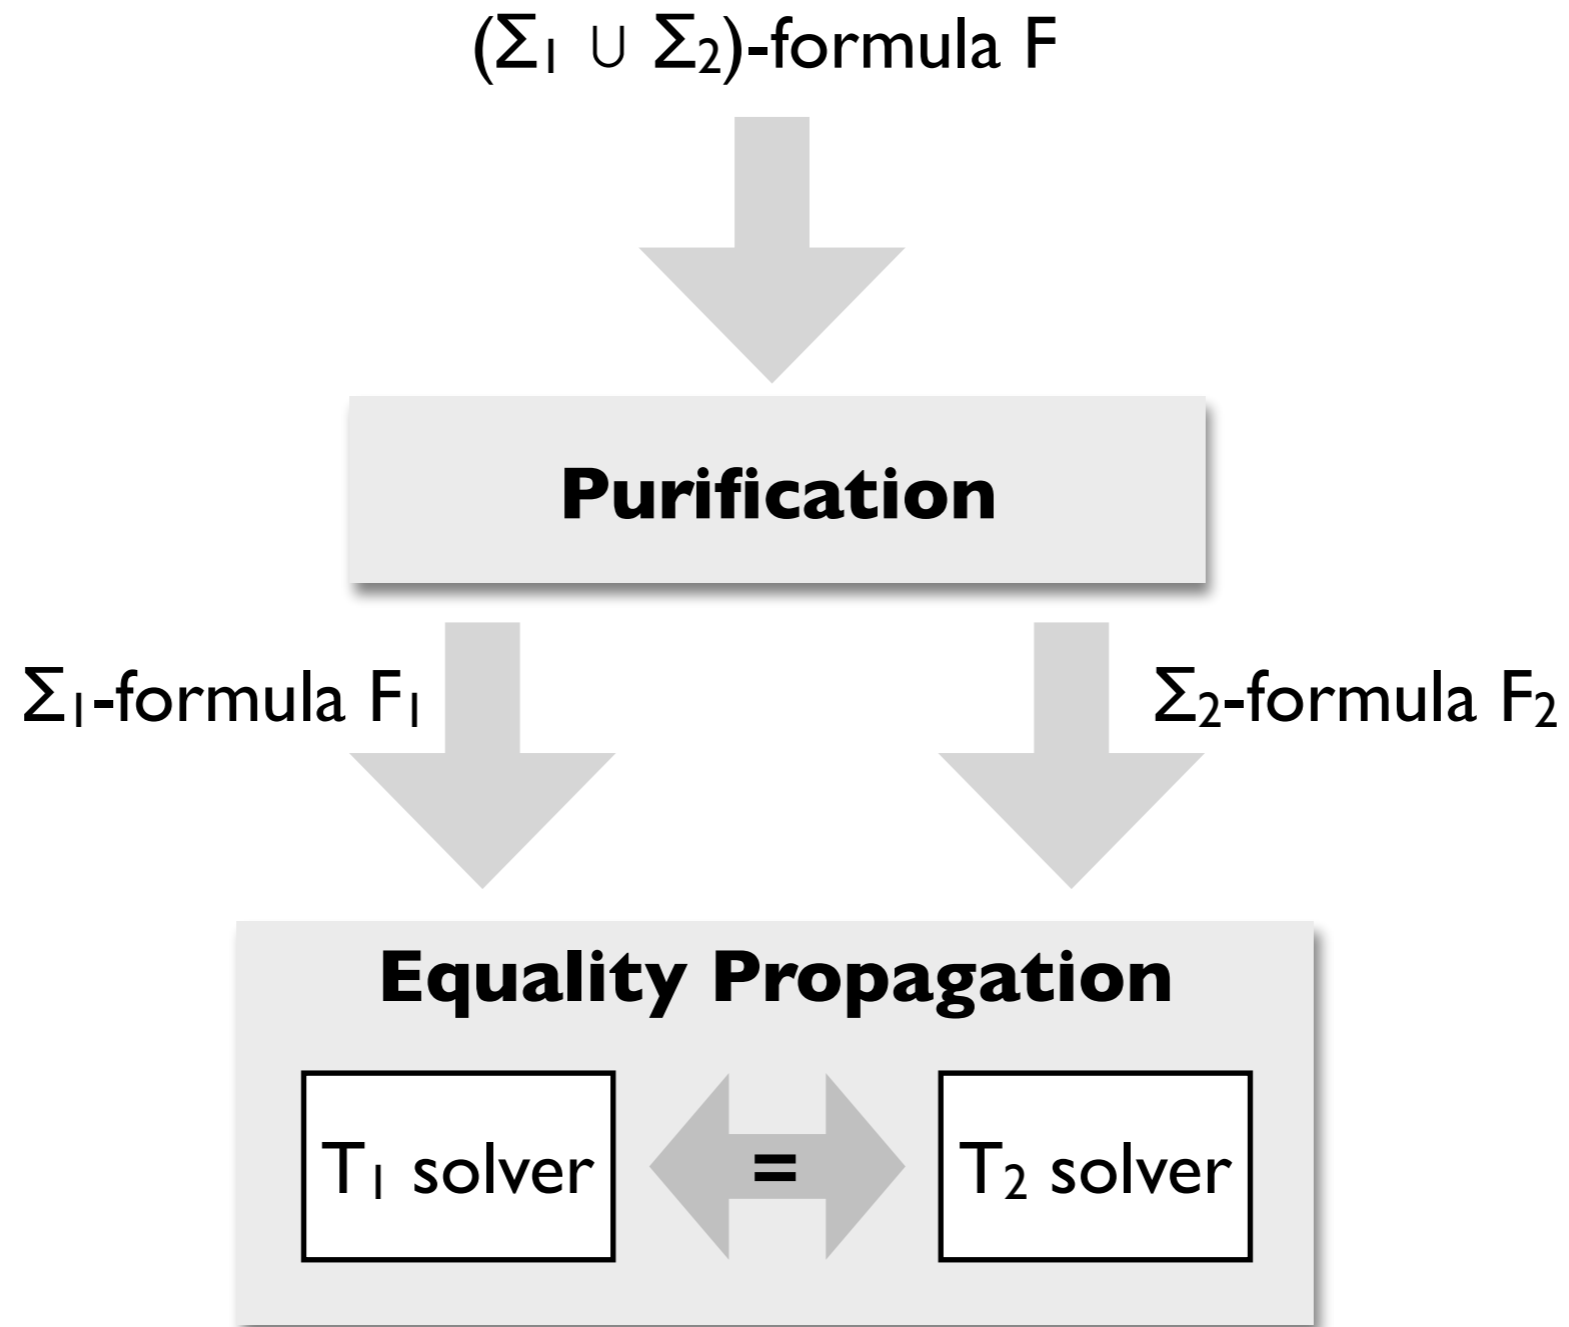 (Σ₁ ∪ Σ₂)-formula F
Purification
Σ₁-formula F₁
Σ₂-formula F₂
Equality Propagation
T₁ solver
=
T₂ solver